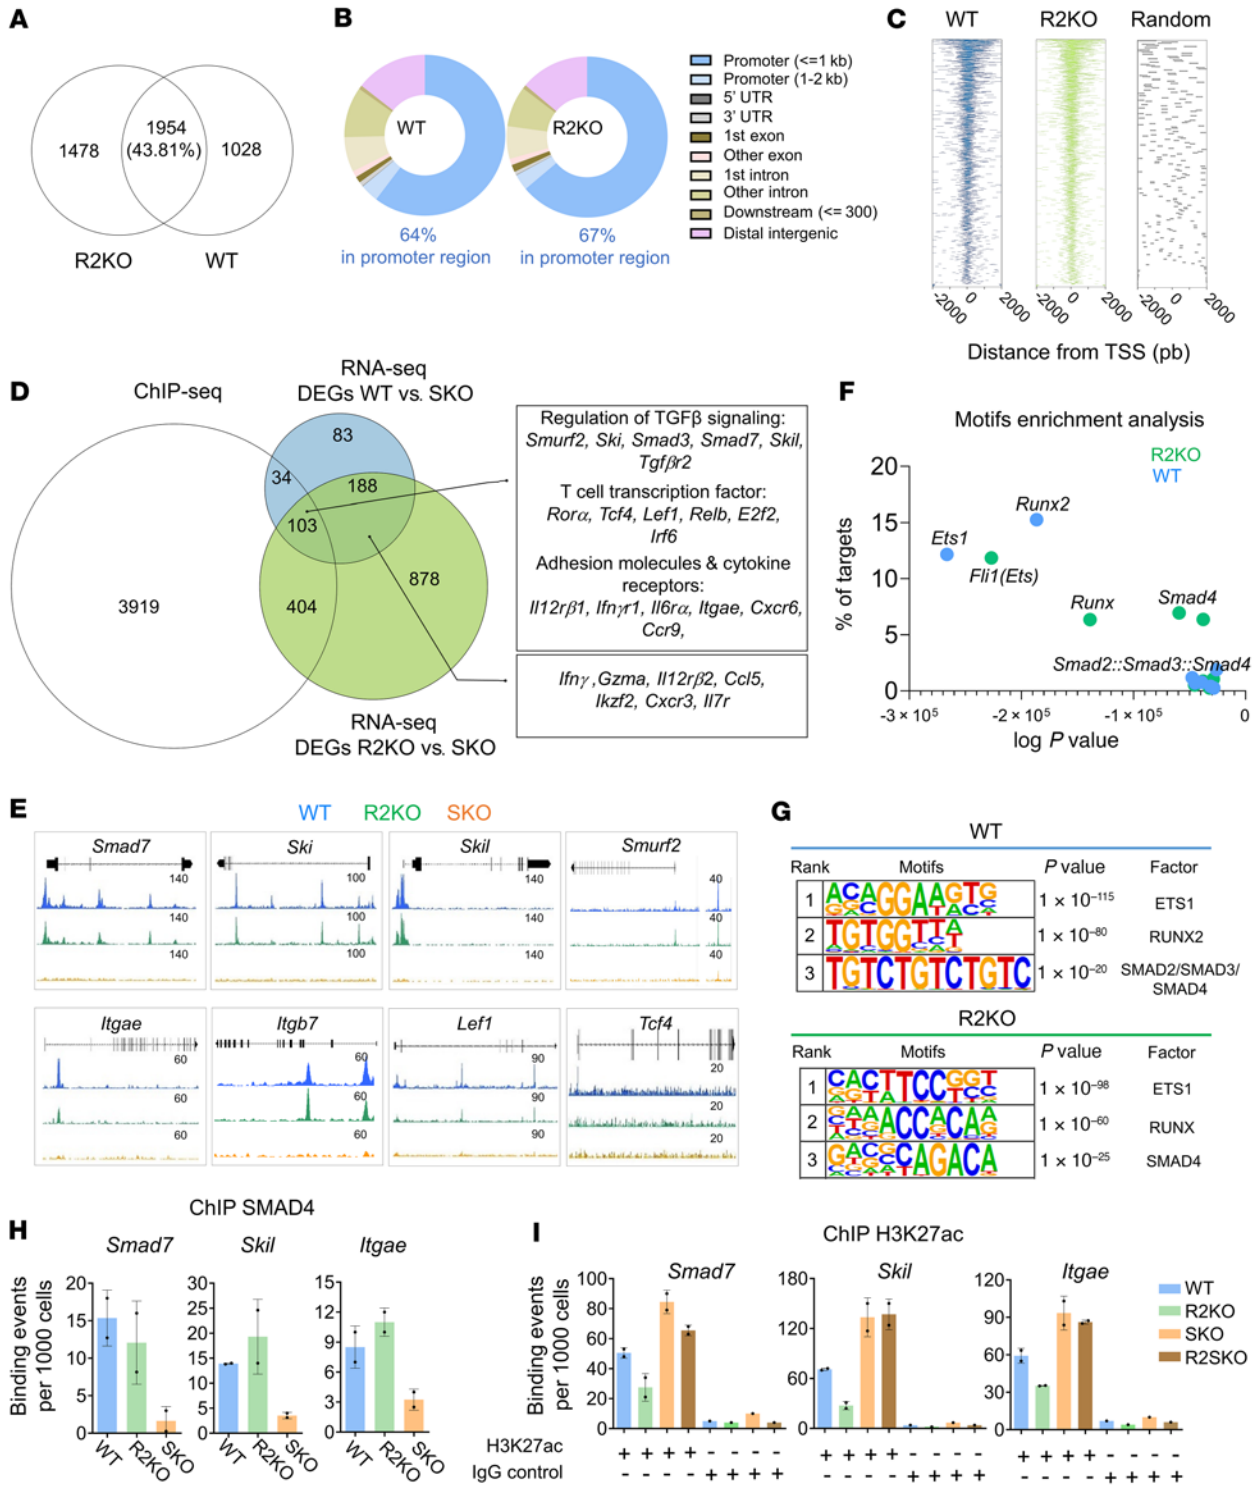 A
1478
1954
(43.81%)
1028
R2KO
WT
B
WT
R2KO
64%
in promoter region
67%
in promoter region
Promoter (<=1 kb)
Promoter (1-2 kb)
5' UTR
3' UTR
1st exon
Other exon
1st intron
Other intron
Downstream (<= 300)
Distal intergenic
C
WT
R2KO
Random
-2000
0
2000
-2000
0
2000
-2000
0
2000
Distance from TSS (pb)
D
ChIP-seq
RNA-seq
DEGs WT vs. SKO
83
34
188
103
3919
404
878
RNA-seq
DEGs R2KO vs. SKO
Regulation of TGFβ signaling:
Smurf2, Ski, Smad3, Smad7, Skil,
Tgfβr2
T cell transcription factor:
Rorα, Tcf4, Lef1, Relb, E2f2,
Irf6
Adhesion molecules & cytokine
receptors:
Il12rβ1, Ifnγr1, Il6rα, Itgae, Cxcr6,
Ccr9,
Ifnγ ,Gzma, Il12rβ2, Ccl5,
Ikzf2, Cxcr3, Il7r
F
Motifs enrichment analysis
R2KO
WT
% of targets
20
15
10
5
0
Ets1
Runx2
Fli1(Ets)
Runx
Smad4
Smad2::Smad3::Smad4
-3 × 10⁵
-2 × 10⁵
-1 × 10⁵
0
log P value
E
WT
R2KO
SKO
Smad7
140
140
140
Ski
100
100
100
Skil
140
140
140
Smurf2
40
40
40
Itgae
60
60
60
Itgb7
60
60
60
Lef1
90
90
90
Tcf4
20
20
20
G
WT
Rank Motifs P value Factor
1 ACAGGAAGTG 1 × 10⁻¹¹⁵ ETS1
2 TGTGGTTA 1 × 10⁻⁸⁰ RUNX2
3 TGTCTGTCTGTC 1 × 10⁻²⁰ SMAD2/SMAD3/
SMAD4
R2KO
Rank Motifs P value Factor
1 CACTTCCGGT 1 × 10⁻⁹⁸ ETS1
2 GAAACCACAA 1 × 10⁻⁶⁰ RUNX
3 GACGCAGACA 1 × 10⁻²⁵ SMAD4
H
ChIP SMAD4
Binding events
per 1000 cells
Smad7
20
15
10
5
0
WT
R2KO
SKO
Skil
30
25
20
15
10
5
0
WT
R2KO
SKO
Itgae
15
12
9
6
3
0
WT
R2KO
SKO
I
ChIP H3K27ac
Binding events
per 1000 cells
Smad7
100
80
60
40
20
0
Skil
180
120
60
0
Itgae
120
90
60
30
0
WT
R2KO
SKO
R2SKO
H3K27ac + + + + - - - - + + + + - - - - + + + + - - - -
IgG control - - - - + + + + - - - - + + + + - - - - + + + +